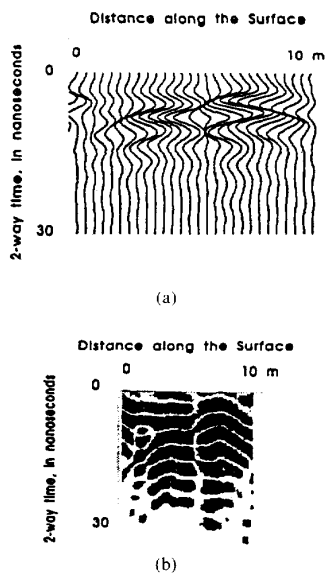 Distance along the Surface
0 10 m
0
2-way time, in nanoseconds
30
(a)
Distance along the Surface
0 10 m
0
2-way time, in nanoseconds
30
(b)